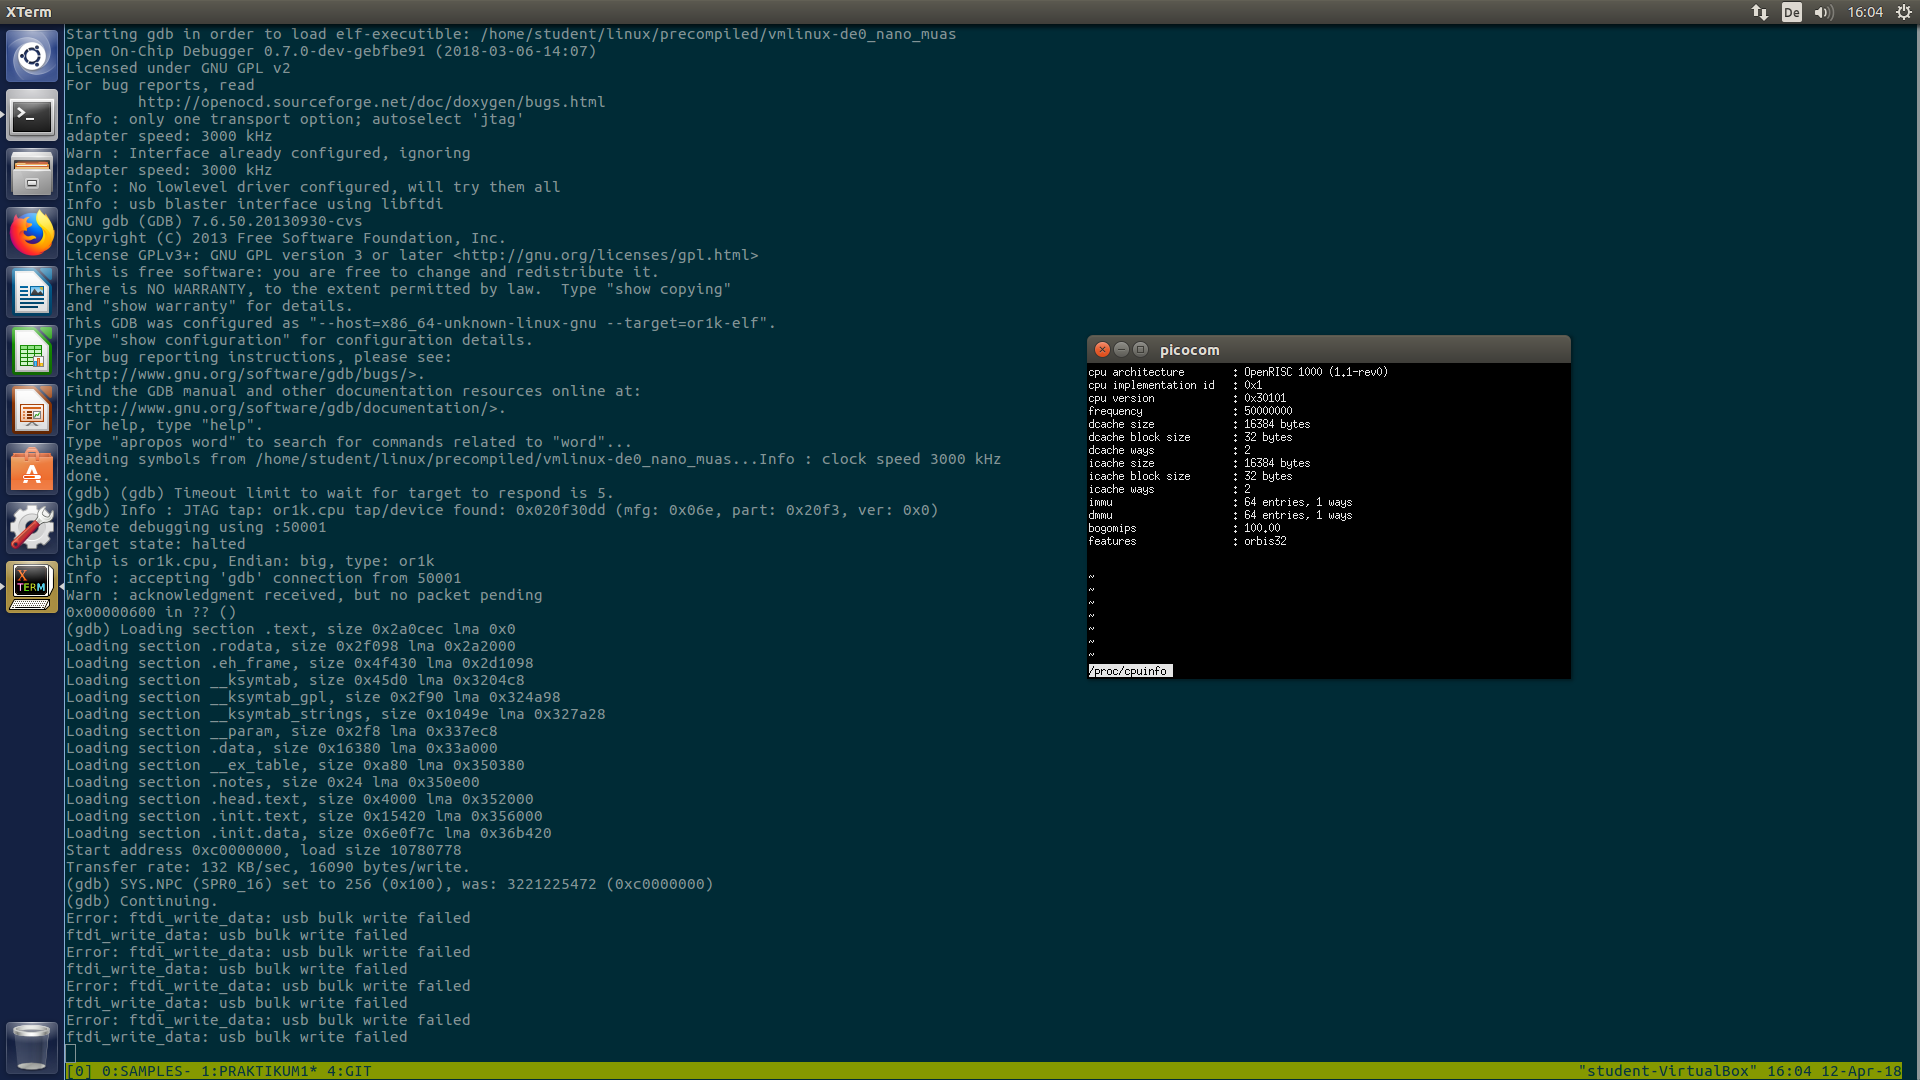 XTerm
De
16:04
Starting gdb in order to load elf-executible: /home/student/linux/precompiled/vmlinux-de0_nano_muas
Open On-Chip Debugger 0.7.0-dev-gebfbe91 (2018-03-06-14:07)
Licensed under GNU GPL v2
For bug reports, read
        http://openocd.sourceforge.net/doc/doxygen/bugs.html
Info : only one transport option; autoselect 'jtag'
adapter speed: 3000 kHz
Warn : Interface already configured, ignoring
adapter speed: 3000 kHz
Info : No lowlevel driver configured, will try them all
Info : usb blaster interface using libftdi
GNU gdb (GDB) 7.6.50.20130930-cvs
Copyright (C) 2013 Free Software Foundation, Inc.
License GPLv3+: GNU GPL version 3 or later <http://gnu.org/licenses/gpl.html>
This is free software: you are free to change and redistribute it.
There is NO WARRANTY, to the extent permitted by law.  Type "show copying"
and "show warranty" for details.
This GDB was configured as "--host=x86_64-unknown-linux-gnu --target=or1k-elf".
Type "show configuration" for configuration details.
For bug reporting instructions, please see:
<http://www.gnu.org/software/gdb/bugs/>.
Find the GDB manual and other documentation resources online at:
<http://www.gnu.org/software/gdb/documentation/>.
For help, type "help".
Type "apropos word" to search for commands related to "word"...
Reading symbols from /home/student/linux/precompiled/vmlinux-de0_nano_muas...Info : clock speed 3000 kHz
done.
(gdb) (gdb) Timeout limit to wait for target to respond is 5.
(gdb) Info : JTAG tap: or1k.cpu tap/device found: 0x020f30dd (mfg: 0x06e, part: 0x20f3, ver: 0x0)
Remote debugging using :50001
target state: halted
Chip is or1k.cpu, Endian: big, type: or1k
Info : accepting 'gdb' connection from 50001
Warn : acknowledgment received, but no packet pending
0x00000600 in ?? ()
(gdb) Loading section .text, size 0x2a0cec lma 0x0
Loading section .rodata, size 0x2f098 lma 0x2a2000
Loading section .eh_frame, size 0x4f430 lma 0x2d1098
Loading section __ksymtab, size 0x45d0 lma 0x3204c8
Loading section __ksymtab_gpl, size 0x2f90 lma 0x324a98
Loading section __ksymtab_strings, size 0x1049e lma 0x327a28
Loading section __param, size 0x2f8 lma 0x337ec8
Loading section .data, size 0x16380 lma 0x33a000
Loading section __ex_table, size 0xa80 lma 0x350380
Loading section .notes, size 0x24 lma 0x350e00
Loading section .head.text, size 0x4000 lma 0x352000
Loading section .init.text, size 0x15420 lma 0x356000
Loading section .init.data, size 0x6e0f7c lma 0x36b420
Start address 0xc0000000, load size 10780778
Transfer rate: 132 KB/sec, 16090 bytes/write.
(gdb) SYS.NPC (SPR0_16) set to 256 (0x100), was: 3221225472 (0xc0000000)
(gdb) Continuing.
Error: ftdi_write_data: usb bulk write failed
ftdi_write_data: usb bulk write failed
Error: ftdi_write_data: usb bulk write failed
ftdi_write_data: usb bulk write failed
Error: ftdi_write_data: usb bulk write failed
ftdi_write_data: usb bulk write failed
Error: ftdi_write_data: usb bulk write failed
ftdi_write_data: usb bulk write failed
[0] 0:SAMPLES- 1:PRAKTIKUM1* 4:GIT
"student-VirtualBox" 16:04 12-Apr-18
picocom
cpu architecture : OpenRISC 1000 (1.1-rev0)
cpu implementation id : 0x1
cpu version : 0x30101
frequency : 50000000
dcache size : 16384 bytes
dcache block size : 32 bytes
dcache ways : 2
icache size : 16384 bytes
icache block size : 32 bytes
icache ways : 2
immu : 64 entries, 1 ways
dmmu : 64 entries, 1 ways
bogomips : 100.00
features : orbis32
~
~
~
~
~
~
~
/proc/cpuinfo
X
TERM